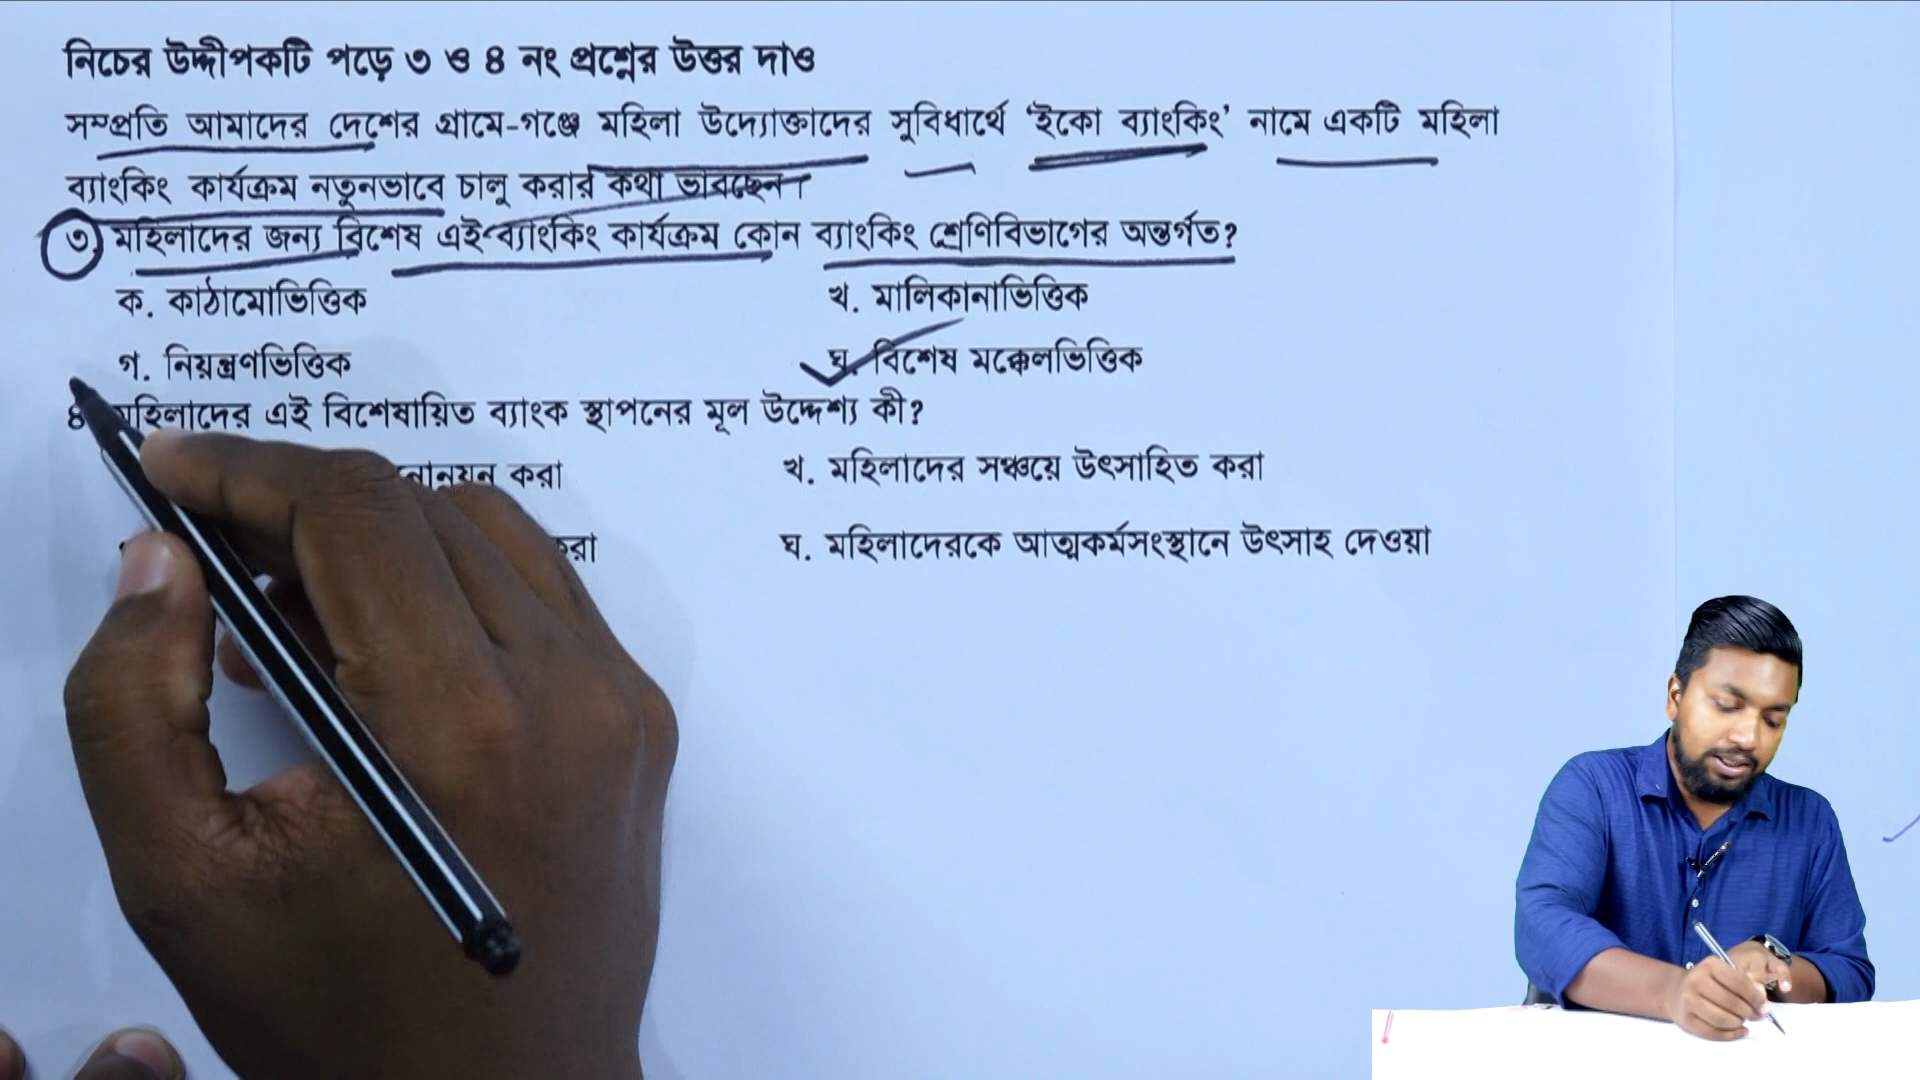 নিচের উদ্দীপকটি পড়ে ৩ ও ৪ নং প্রশ্নের উত্তর দাও
সম্প্রতি আমাদের দেশের গ্রামে-গঞ্জে মহিলা উদ্যোক্তাদের সুবিধার্থে ‘ইকো ব্যাংকিং’ নামে একটি মহিলা
ব্যাংকিং কার্যক্রম নতুনভাবে চালু করার কথা ভাবছেন।
৩. মহিলাদের জন্য বিশেষ এই ব্যাংকিং কার্যক্রম কোন ব্যাংকিং শ্রেণিবিভাগের অন্তর্গত?
ক. কাঠামোভিত্তিক খ. মালিকানাভিত্তিক
গ. নিয়ন্ত্রণভিত্তিক ঘ. বিশেষ মক্কেলভিত্তিক
৪ মহিলাদের এই বিশেষায়িত ব্যাংক স্থাপনের মূল উদ্দেশ্য কী?
করা খ. মহিলাদের সঞ্চয়ে উৎসাহিত করা
করা ঘ. মহিলাদেরকে আত্মকর্মসংস্থানে উৎসাহ দেওয়া